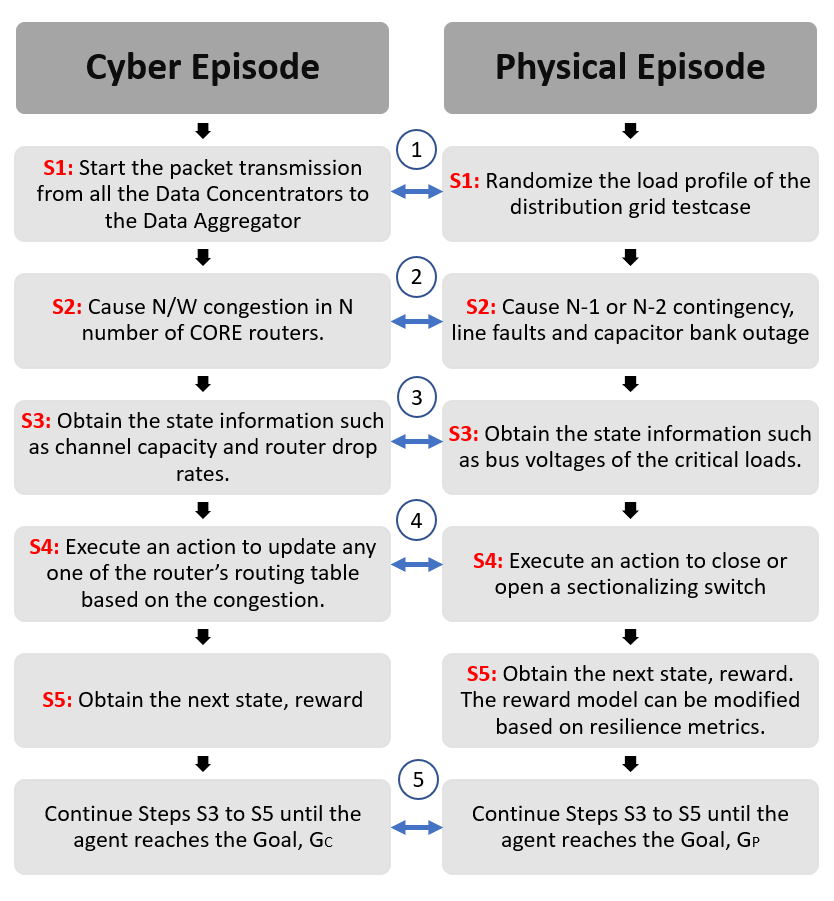 Cyber Episode
Physical Episode
1
S1: Start the packet transmission
from all the Data Concentrators to
the Data Aggregator
S1: Randomize the load profile of the
distribution grid testcase
2
S2: Cause N/W congestion in N
number of CORE routers.
S2: Cause N-1 or N-2 contingency,
line faults and capacitor bank outage
3
S3: Obtain the state information such
as channel capacity and router drop
rates.
S3: Obtain the state information such
as bus voltages of the critical loads.
4
S4: Execute an action to update any
one of the router’s routing table
based on the congestion.
S4: Execute an action to close or
open a sectionalizing switch
S5: Obtain the next state, reward
S5: Obtain the next state, reward.
The reward model can be modified
based on resilience metrics.
5
Continue Steps S3 to S5 until the
agent reaches the Goal, GC
Continue Steps S3 to S5 until the
agent reaches the Goal, GP